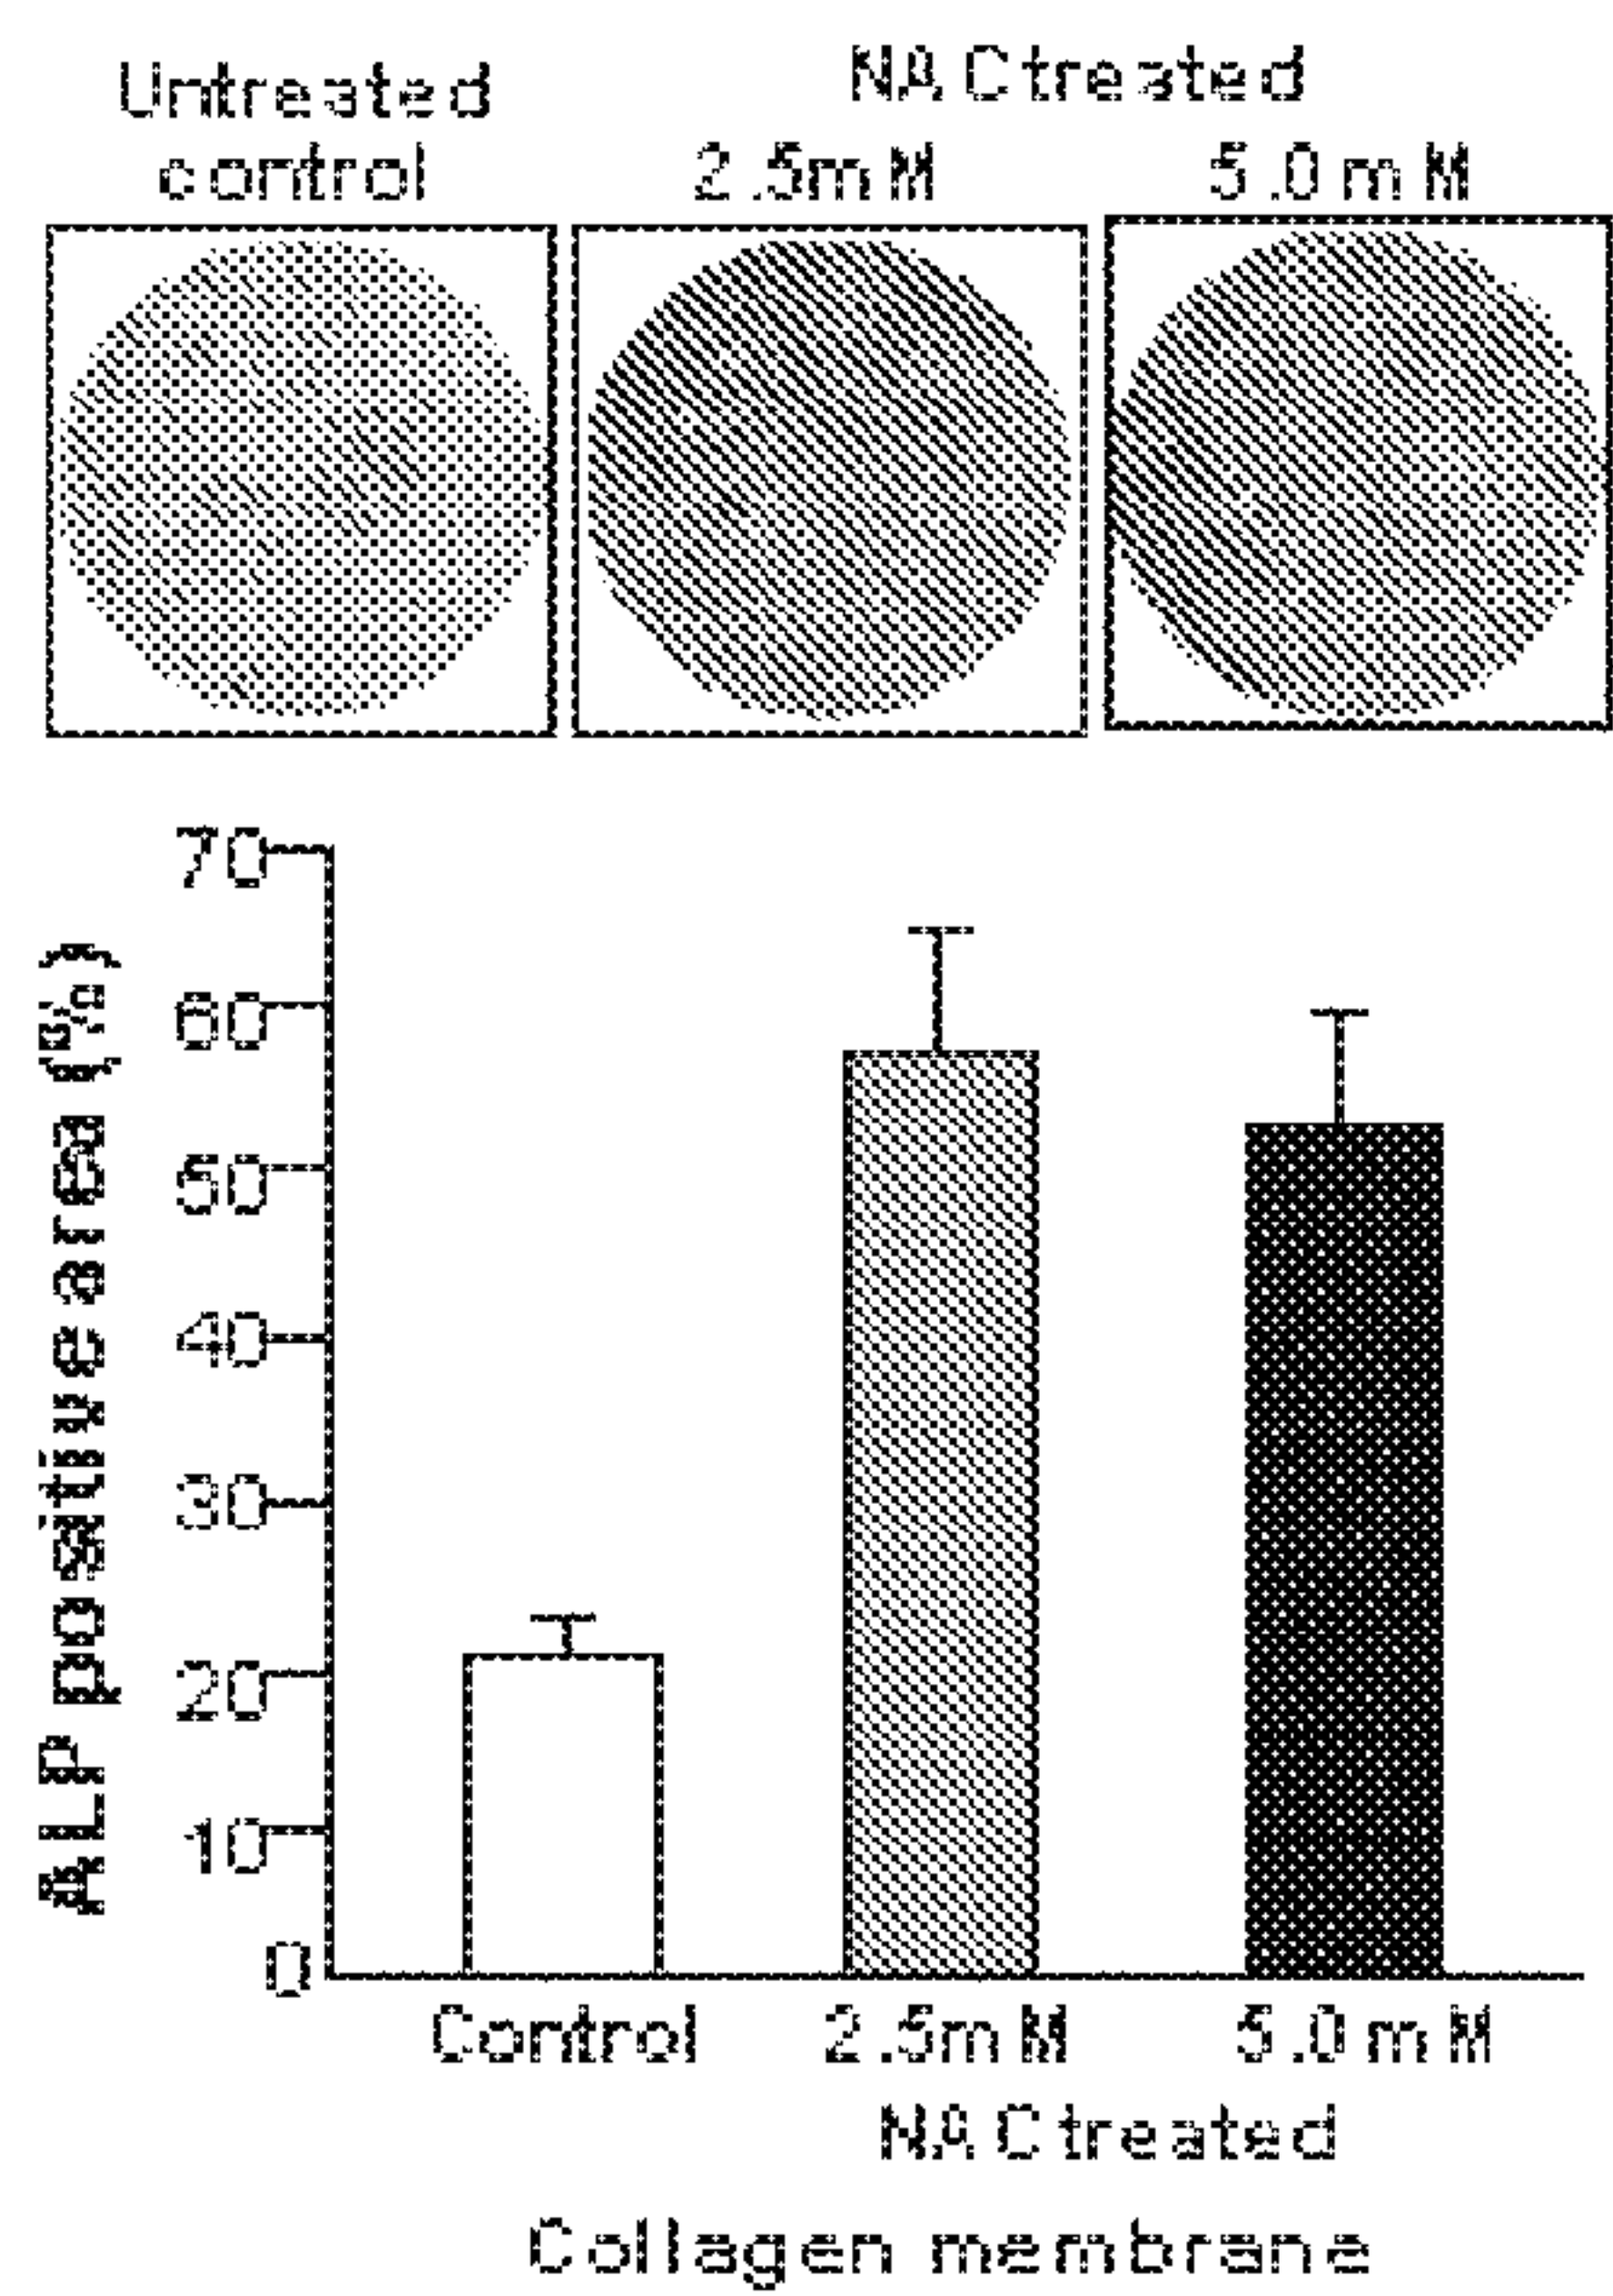 Untreated
control
NAC treated
2.5mM
5.0mM
ALP positive area (%)
70
60
50
40
30
20
10
0
Control
2.5mM
5.0mM
NAC treated
Collagen membrane